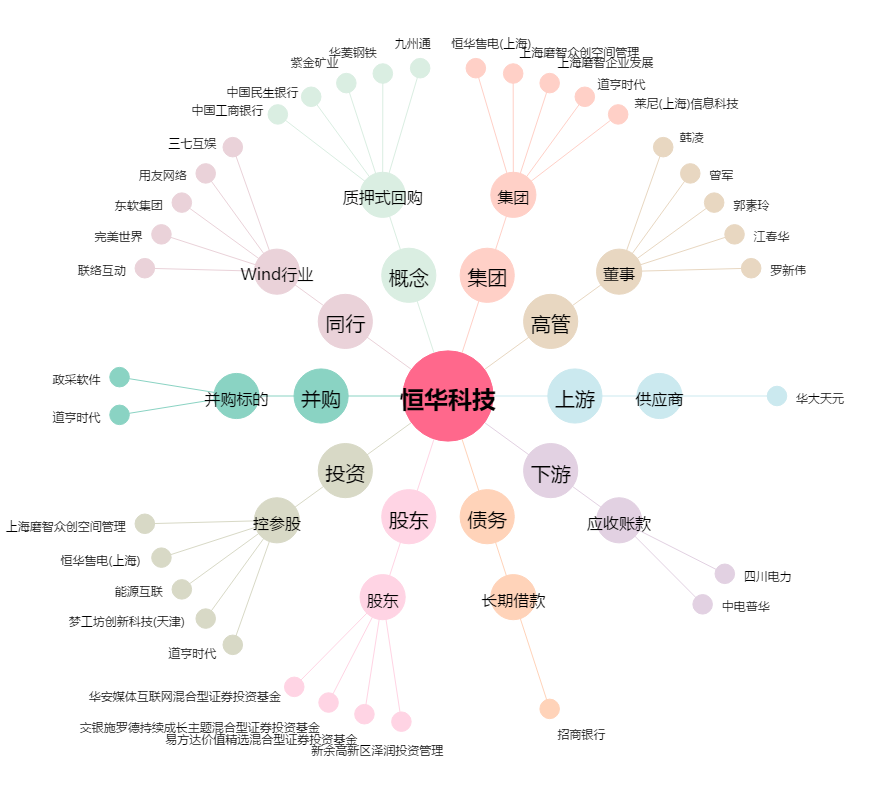 九州通
恒华售电(上海)
华菱钢铁
上海磨智众创空间管理
紫金矿业
上海磨智企业发展
中国民生银行
道亨时代
中国工商银行
莱尼(上海)信息科技
三七互娱
韩凌
用友网络
曾军
质押式回购
集团
东软集团
郭素玲
完美世界
江春华
联络互动
Wind行业
概念
集团
董事
罗新伟
同行
高管
政采软件
并购标的
并购
恒华科技
上游
供应商
华大天元
道亨时代
投资
下游
上海磨智众创空间管理
控参股
股东
债务
应收账款
恒华售电(上海)
能源互联
四川电力
梦工坊创新科技(天津)
股东
长期借款
中电普华
道亨时代
华安媒体互联网混合型证券投资基金
交银施罗德持续成长主题混合型证券投资基金
易方达价值精选混合型证券投资基金
招商银行
新余高新区泽润投资管理